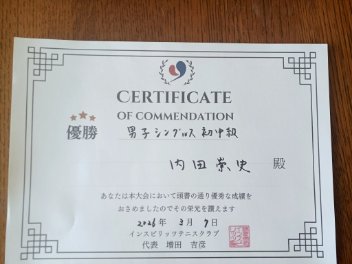 CERTIFICATE
OF COMMENDATION
優勝
男子シングルス 初中級
内田崇史 殿
あなたは本大会において頭書の通り優秀な成績を
おさめましたのでその栄光を讃えます
2026年 3月 9日
インスピリッツテニスクラブ
代表 増田 吉彦